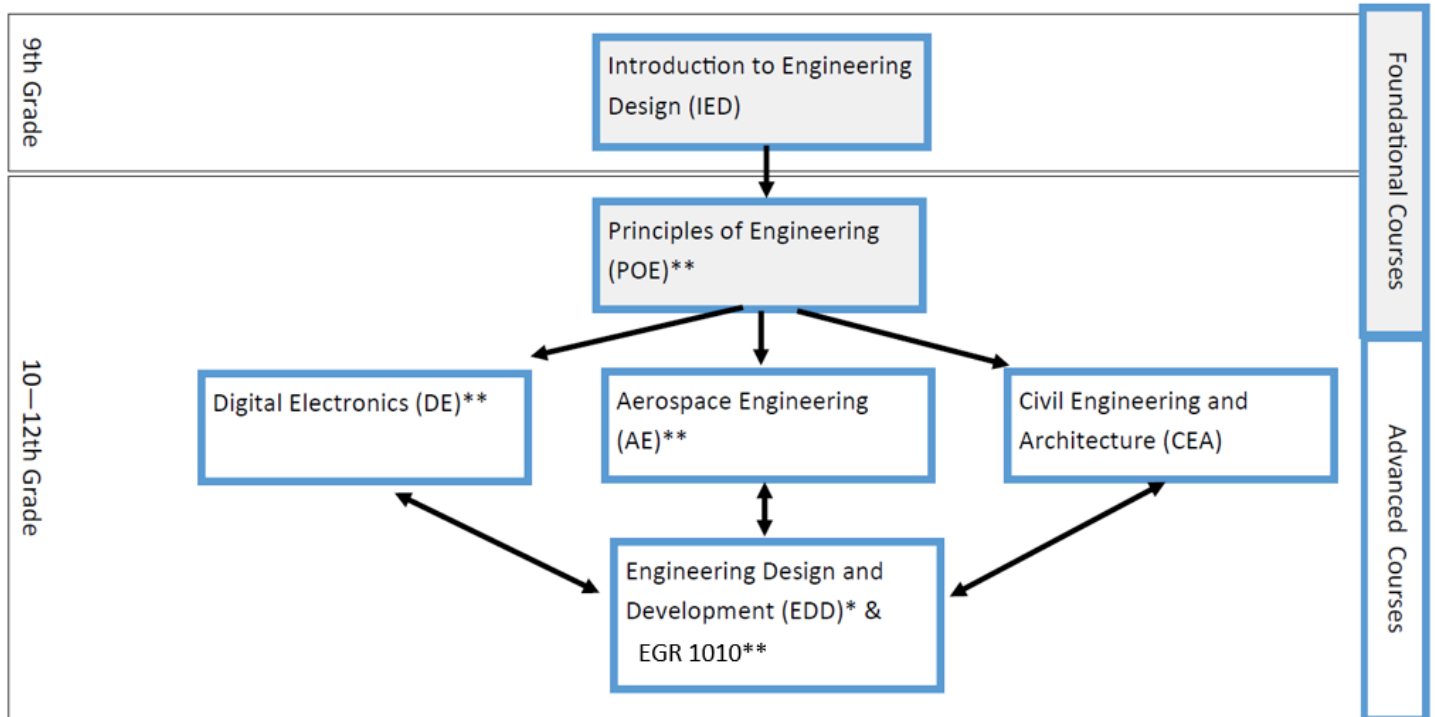 9th Grade
Introduction to Engineering
Design (IED)
Foundational Courses
Principles of Engineering
(POE)**
10—12th Grade
Digital Electronics (DE)**
Aerospace Engineering
(AE)**
Civil Engineering and
Architecture (CEA)
Advanced Courses
Engineering Design and
Development (EDD)* &
EGR 1010**